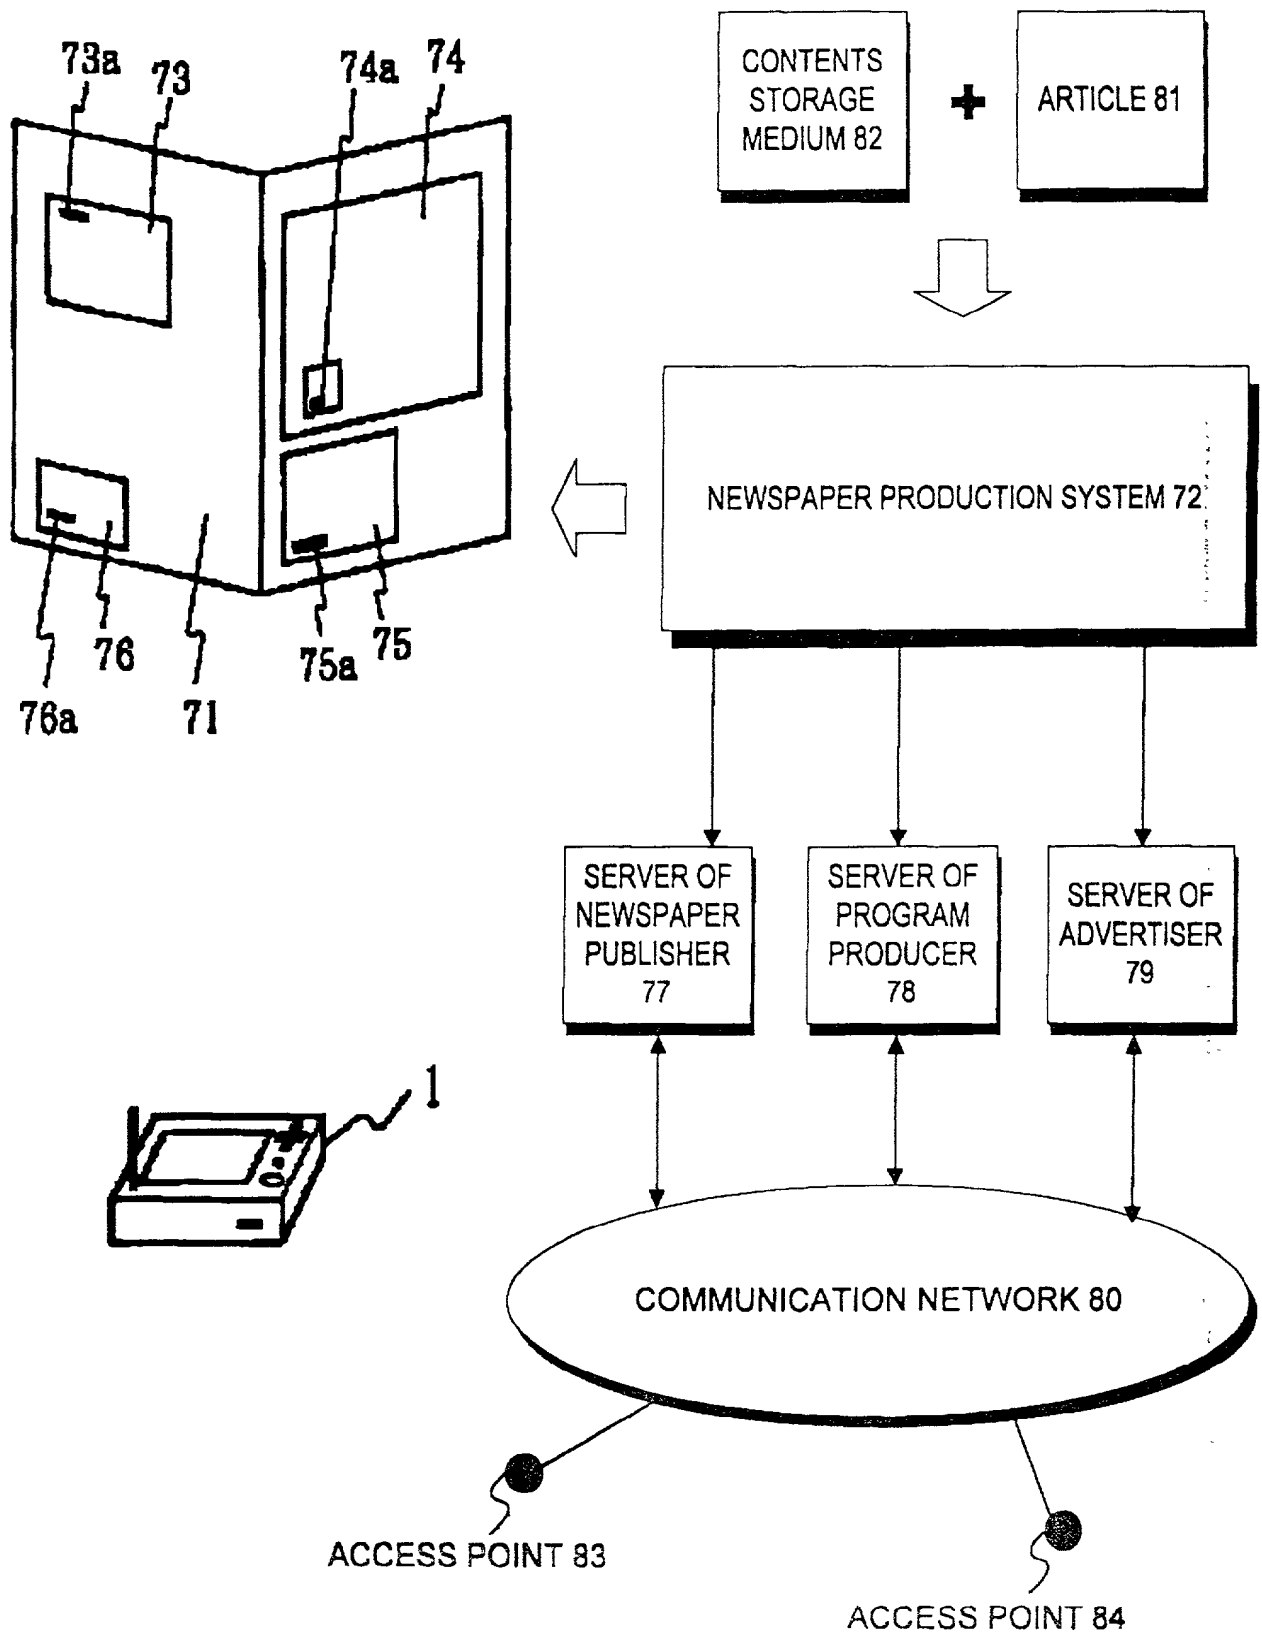 73a
73
74a
74
CONTENTS
STORAGE
MEDIUM 82
+
ARTICLE 81
NEWSPAPER PRODUCTION SYSTEM 72
76a
76
71
75a
75
SERVER OF
NEWSPAPER
PUBLISHER
77
SERVER OF
PROGRAM
PRODUCER
78
SERVER OF
ADVERTISER
79
1
COMMUNICATION NETWORK 80
ACCESS POINT 83
ACCESS POINT 84